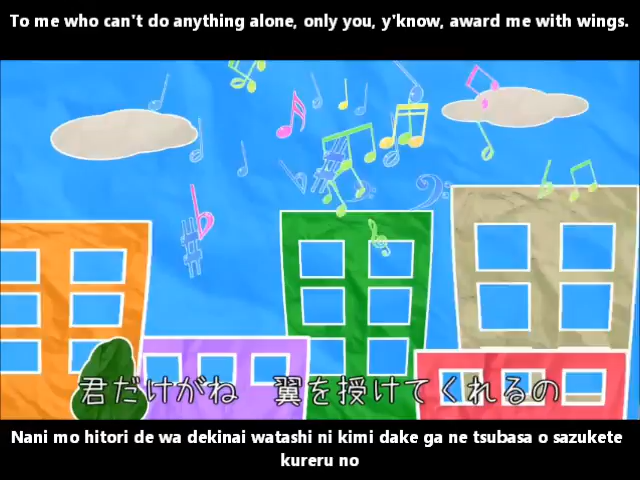 To me who can't do anything alone, only you, y'know, award me with wings.
君だけがね　翼を授けてくれるの
Nani mo hitori de wa dekinai watashi ni kimi dake ga ne tsubasa o sazukete
kureru no